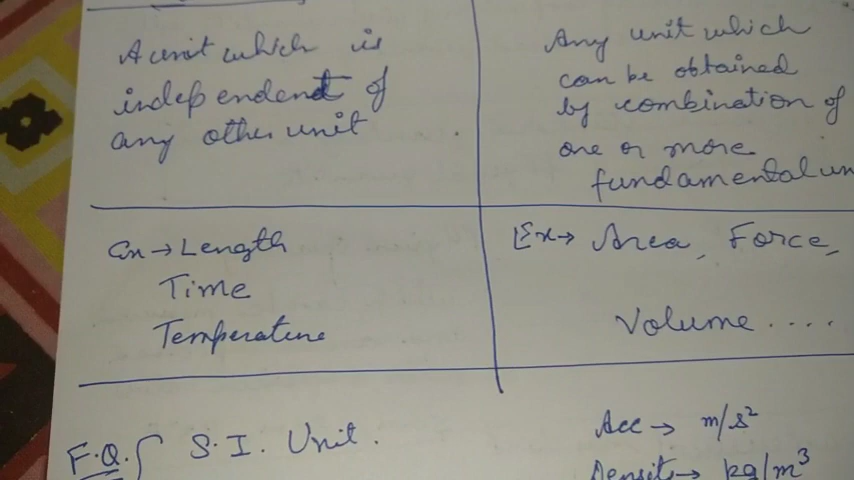 A unit which is
independent of
any other unit
Any unit which
can be obtained
by combination of
one or more
fundamental un
Ex→ Length
Time
Temperature
Ex→ Area, Force,
Volume ....
F.Q. S.I. Unit.
Acc → m/s²
Densit→ kg/m³